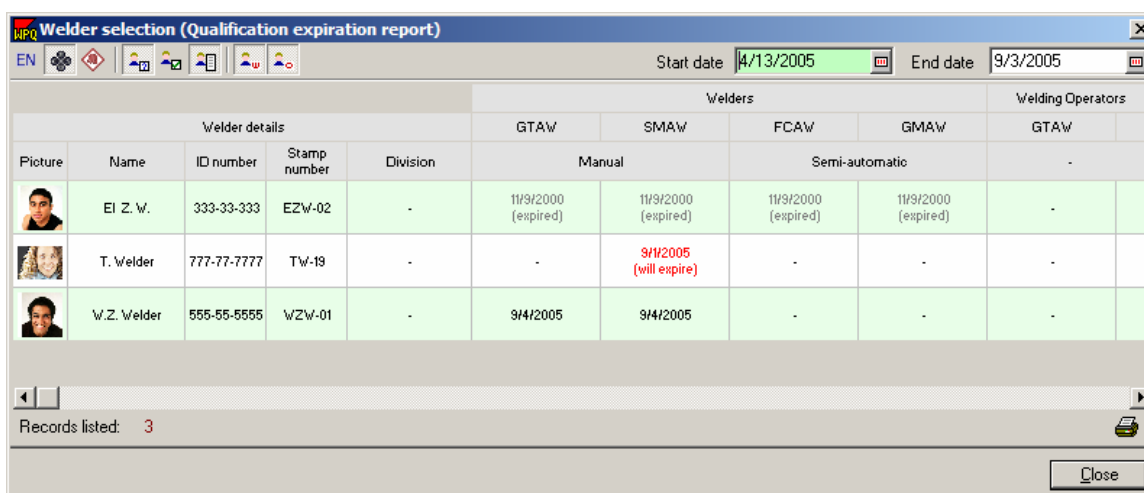 WPQ Welder selection (Qualification expiration report)
EN Start date 4/13/2005 End date 9/3/2005
Welders Welding Operators
Welder details GTAW SMAW FCAW GMAW GTAW
Picture Name ID number Stamp number Division Manual Semi-automatic -
El Z. W. 333-33-333 EZW-02 - 11/9/2000 (expired) 11/9/2000 (expired) 11/9/2000 (expired) 11/9/2000 (expired) -
T. Welder 777-77-7777 TW-19 - - 9/1/2005 (will expire) - - -
W.Z. Welder 555-55-5555 WZW-01 - 9/4/2005 9/4/2005 - - -
Records listed: 3
Close